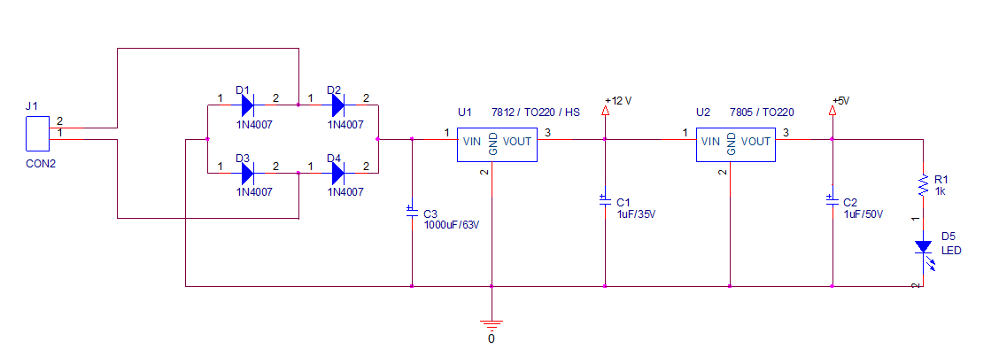 J1
2
1
CON2
D1
1
2
1N4007
D2
1
2
1N4007
D3
1
2
1N4007
D4
1
2
1N4007
C3
1000uF/63V
U1
7812 / TO220 / HS
1
VIN
GND
VOUT
3
2
0
+12 V
C1
1uF/35V
U2
7805 / TO220
1
VIN
GND
VOUT
3
2
+5V
C2
1uF/50V
R1
1k
1
D5
LED
2